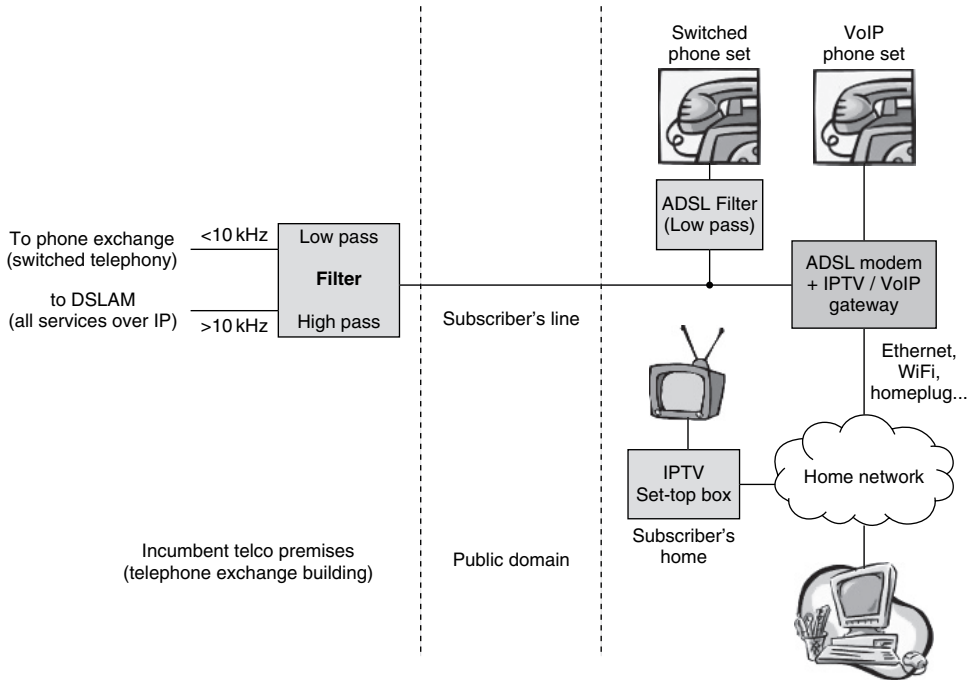 Switched
phone set
VoIP
phone set
ADSL Filter
(Low pass)
To phone exchange
(switched telephony)
<10 kHz
Low pass
Filter
to DSLAM
(all services over IP)
>10 kHz
High pass
Subscriber's line
ADSL modem
+ IPTV / VoIP
gateway
Ethernet,
WiFi,
homeplug...
IPTV
Set-top box
Home network
Subscriber's
home
Incumbent telco premises
(telephone exchange building)
Public domain